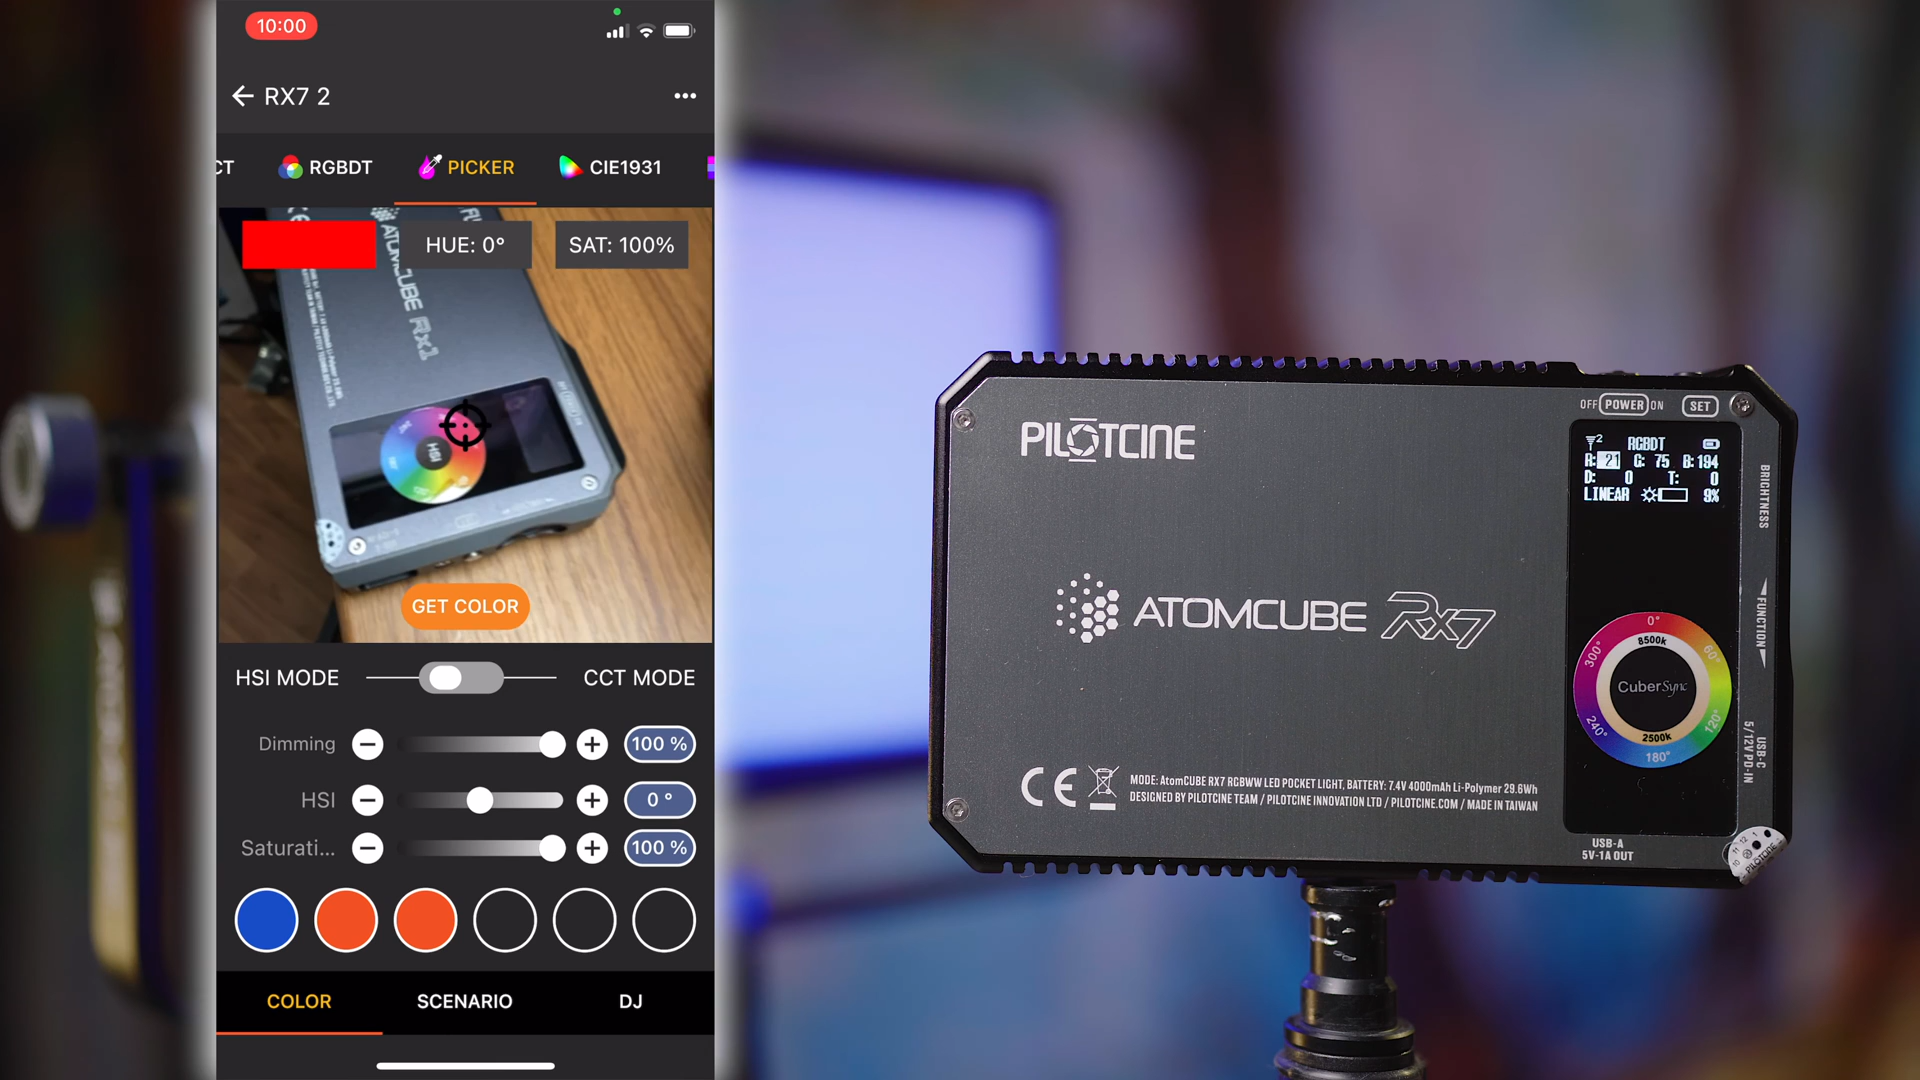 10:00
RX7 2
CT
RGBDT
PICKER
CIE1931
HUE: 0°
SAT: 100%
ATOMCUBE Rx1
HSI
GET COLOR
HSI MODE
CCT MODE
Dimming
100 %
HSI
0 °
Saturati...
100 %
COLOR
SCENARIO
DJ
PILOTCINE
ATOMCUBE Rx7
CE
MODE: AtomCUBE RX7 RGBWW LED POCKET LIGHT, BATTERY: 7.4V 4000mAh Li-Polymer 29.6Wh
DESIGNED BY PILOTCINE TEAM / PILOTCINE INNOVATION LTD / PILOTCINE.COM / MADE IN TAIWAN
OFF POWER ON SET
2 RGBDT
R: 21 G: 75 B:194
D: 0 T: 0
LINEAR 9%
BRIGHTNESS
FUNCTION
0°
60°
120°
180°
240°
300°
8500k
CuberSync
2500k
USB-C
5/12V PD-IN
USB-A
5V-1A OUT
PILOTCINE